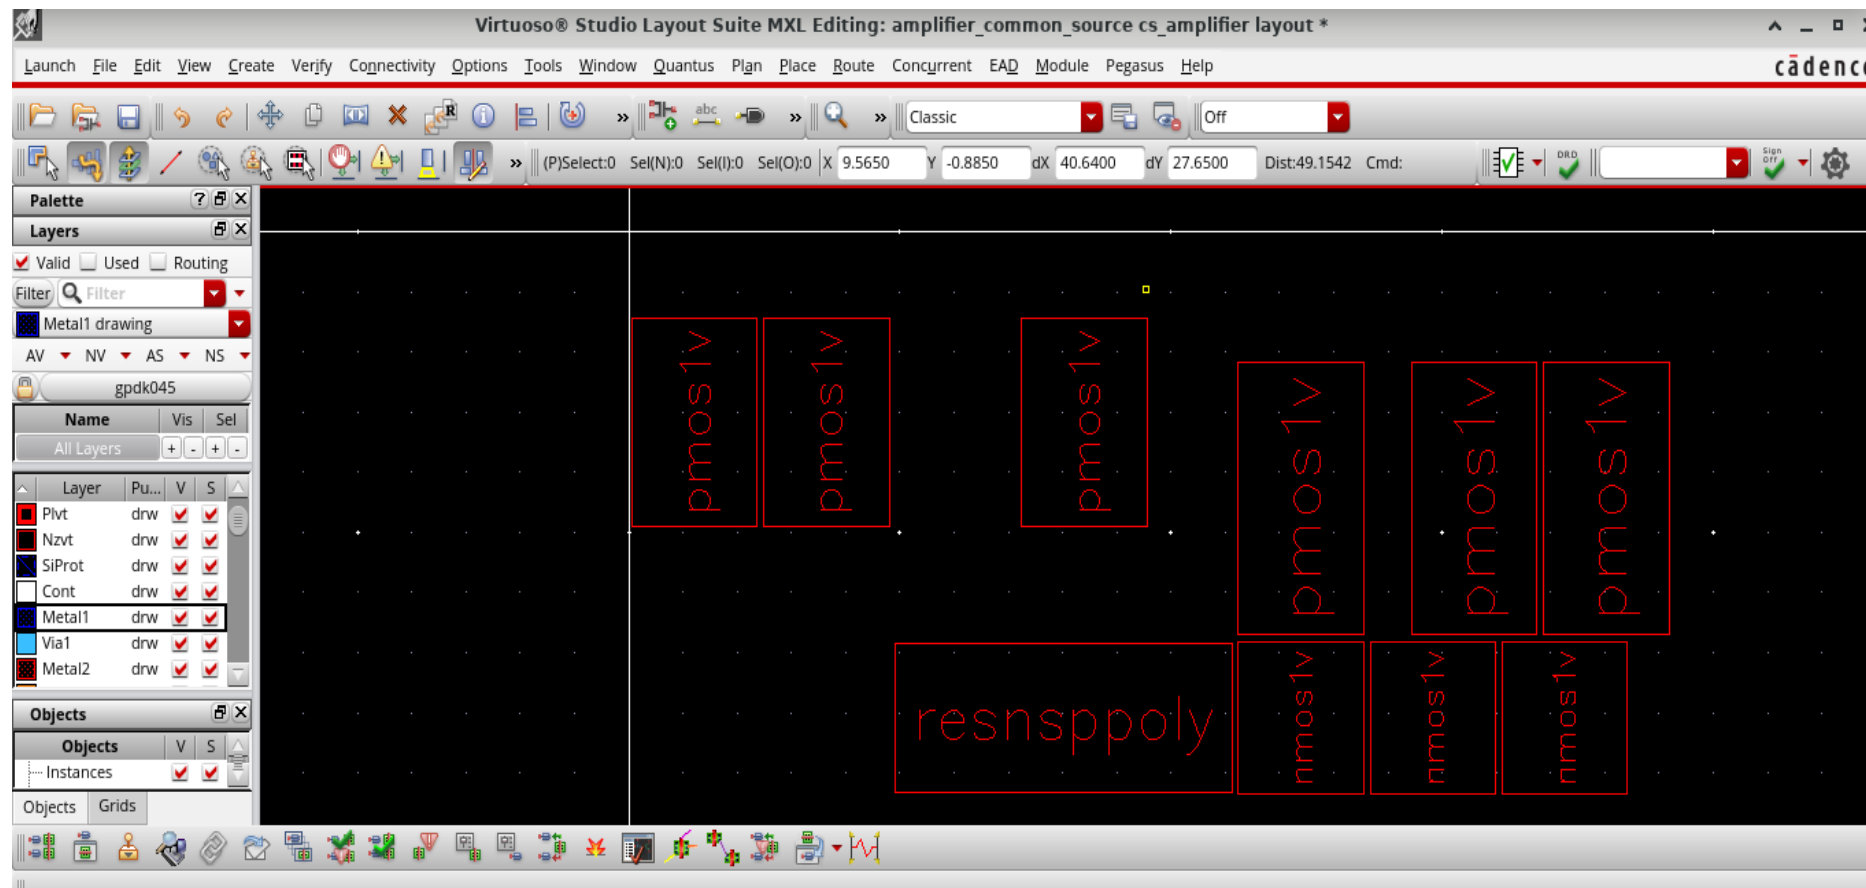 Virtuoso® Studio Layout Suite MXL Editing: amplifier_common_source cs_amplifier layout *
Launch File Edit View Create Verify Connectivity Options Tools Window Quantus Plan Place Route Concurrent EAD Module Pegasus Help
cādence
R
»
abc
»
»
Classic
Off
»
(P)Select:0 Sel(N):0 Sel(I):0 Sel(O):0 X 9.5650 Y -0.8850 dX 40.6400 dY 27.6500 Dist:49.1542 Cmd:
DRD
Sign Off
Palette
Layers
Valid Used Routing
Filter Filter
Metal1 drawing
AV NV AS NS
gpdk045
Name Vis Sel
All Layers + - + -
Layer Pu... V S
Plvt drw
Nzvt drw
SiProt drw
Cont drw
Metal1 drw
Via1 drw
Metal2 drw
Objects
Objects V S
Instances
Objects Grids
pmos1v
pmos1v
pmos1v
pmos1v
pmos1v
pmos1v
resnsppoly
nmos1v
nmos1v
nmos1v